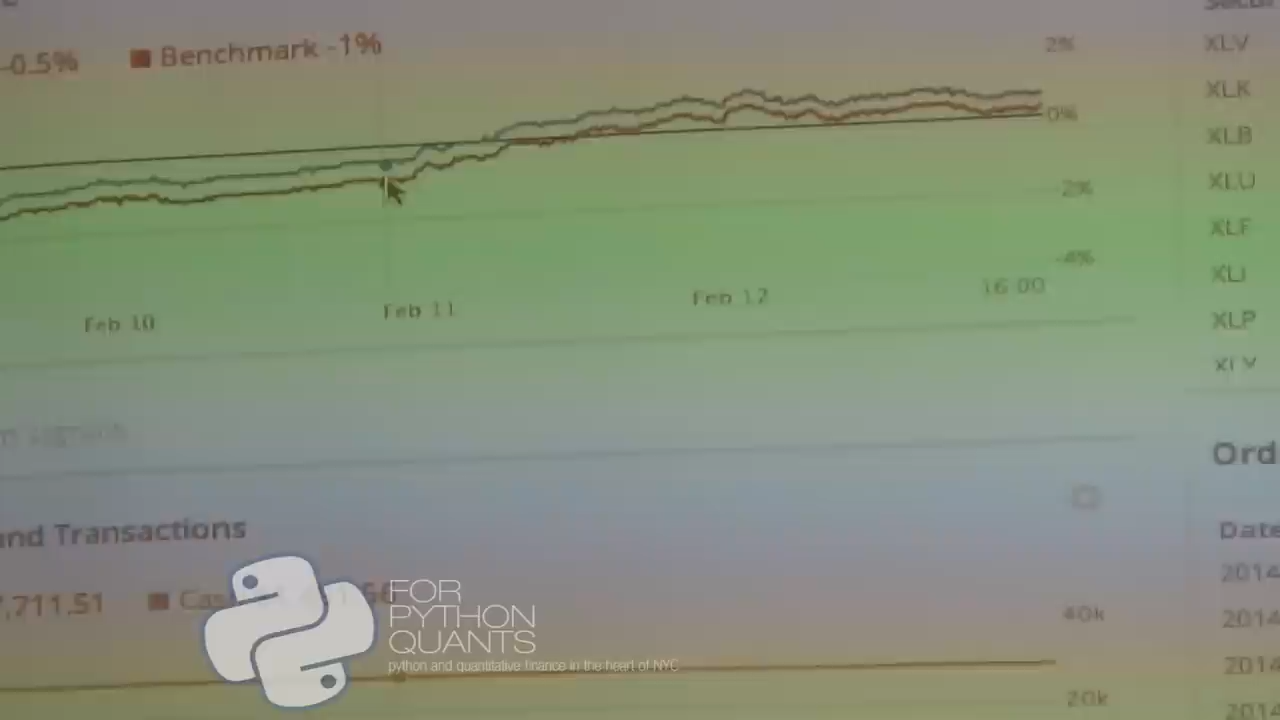 -0.5% Benchmark -1%
2%
0%
-2%
-4%
Feb 10 Feb 11 Feb 12 16:00
XLV
XLK
XLB
XLU
XLF
XLI
XLP
and Transactions
7,711.51
40k
20k
Ord
Date
2014
2014
2014
2014
FOR
PYTHON
QUANTS
python and quantitative finance in the heart of NYC